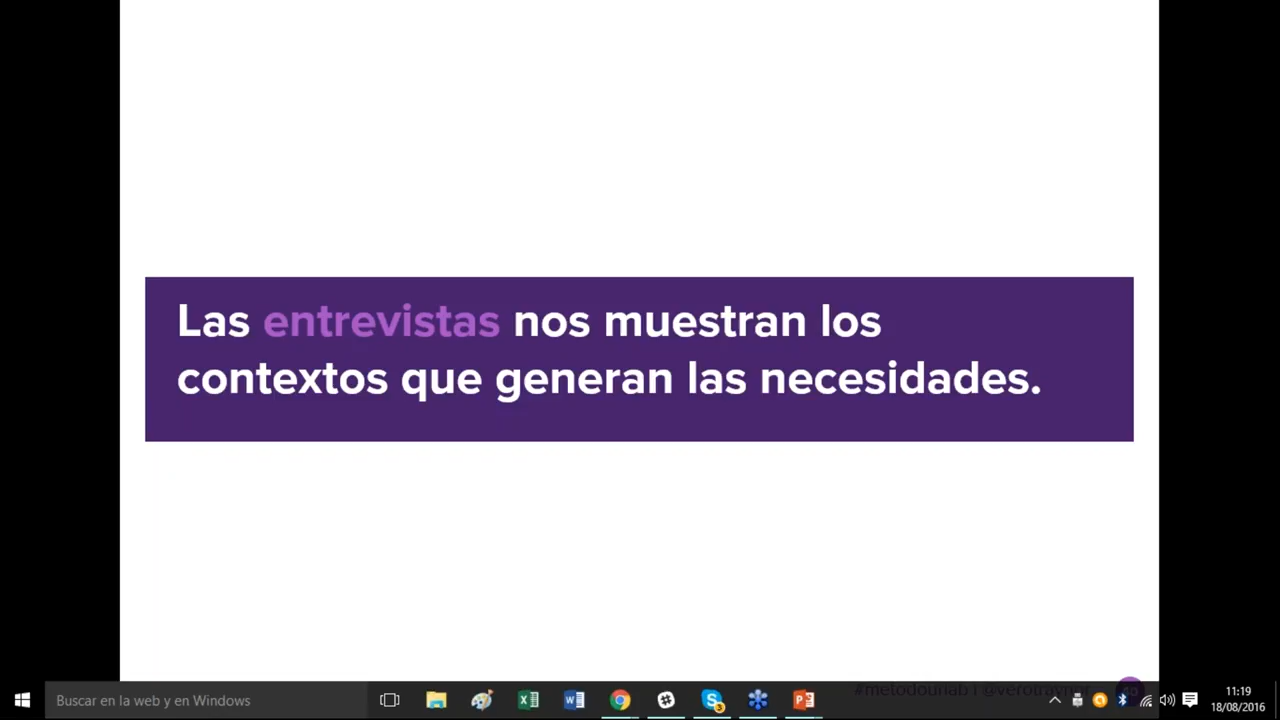 Las entrevistas nos muestran los
contextos que generan las necesidades.
Buscar en la web y en Windows
3
11:19
18/08/2016